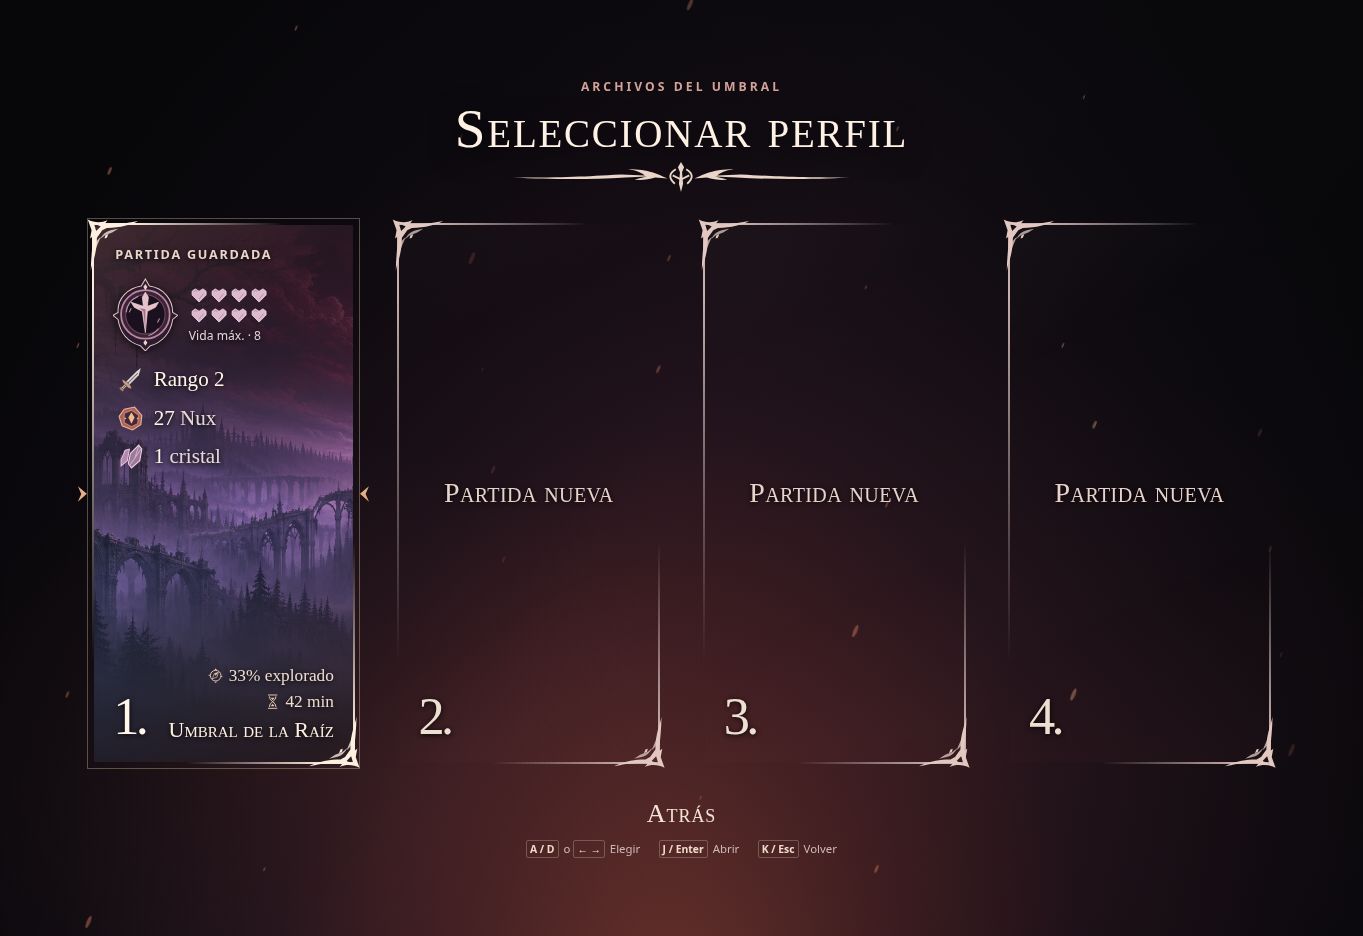 ARCHIVOS DEL UMBRAL
Seleccionar perfil
PARTIDA GUARDADA
Vida máx. · 8
Rango 2
27 Nux
1 cristal
33% explorado
42 min
1.
Umbral de la Raíz
Partida nueva
2.
Partida nueva
3.
Partida nueva
4.
Atrás
A / D o ← → Elegir J / Enter Abrir K / Esc Volver